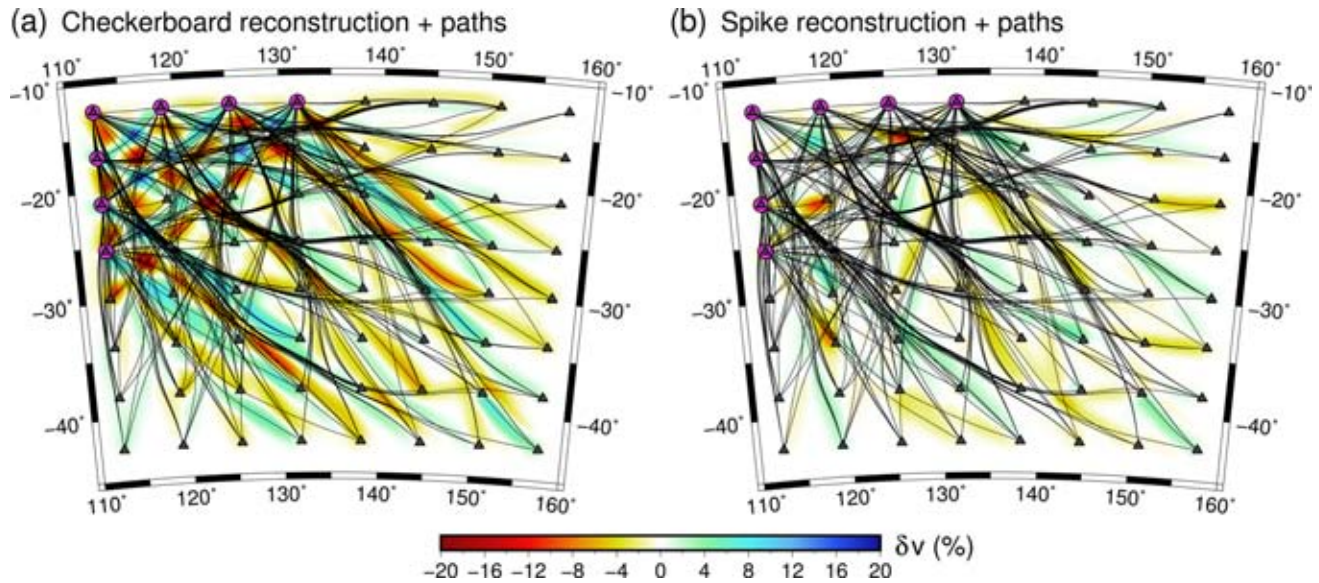 (a) Checkerboard reconstruction + paths
(b) Spike reconstruction + paths
110˚ 120˚ 130˚ 140˚ 150˚ 160˚
110˚ 120˚ 130˚ 140˚ 150˚ 160˚
−10˚ −10˚ −10˚ −10˚
−20˚ −20˚ −20˚ −20˚
−30˚ −30˚ −30˚ −30˚
−40˚ −40˚ −40˚ −40˚
110˚ 120˚ 130˚ 140˚ 150˚ 160˚
110˚ 120˚ 130˚ 140˚ 150˚ 160˚
δv (%)
−20 −16 −12 −8 −4 0 4 8 12 16 20